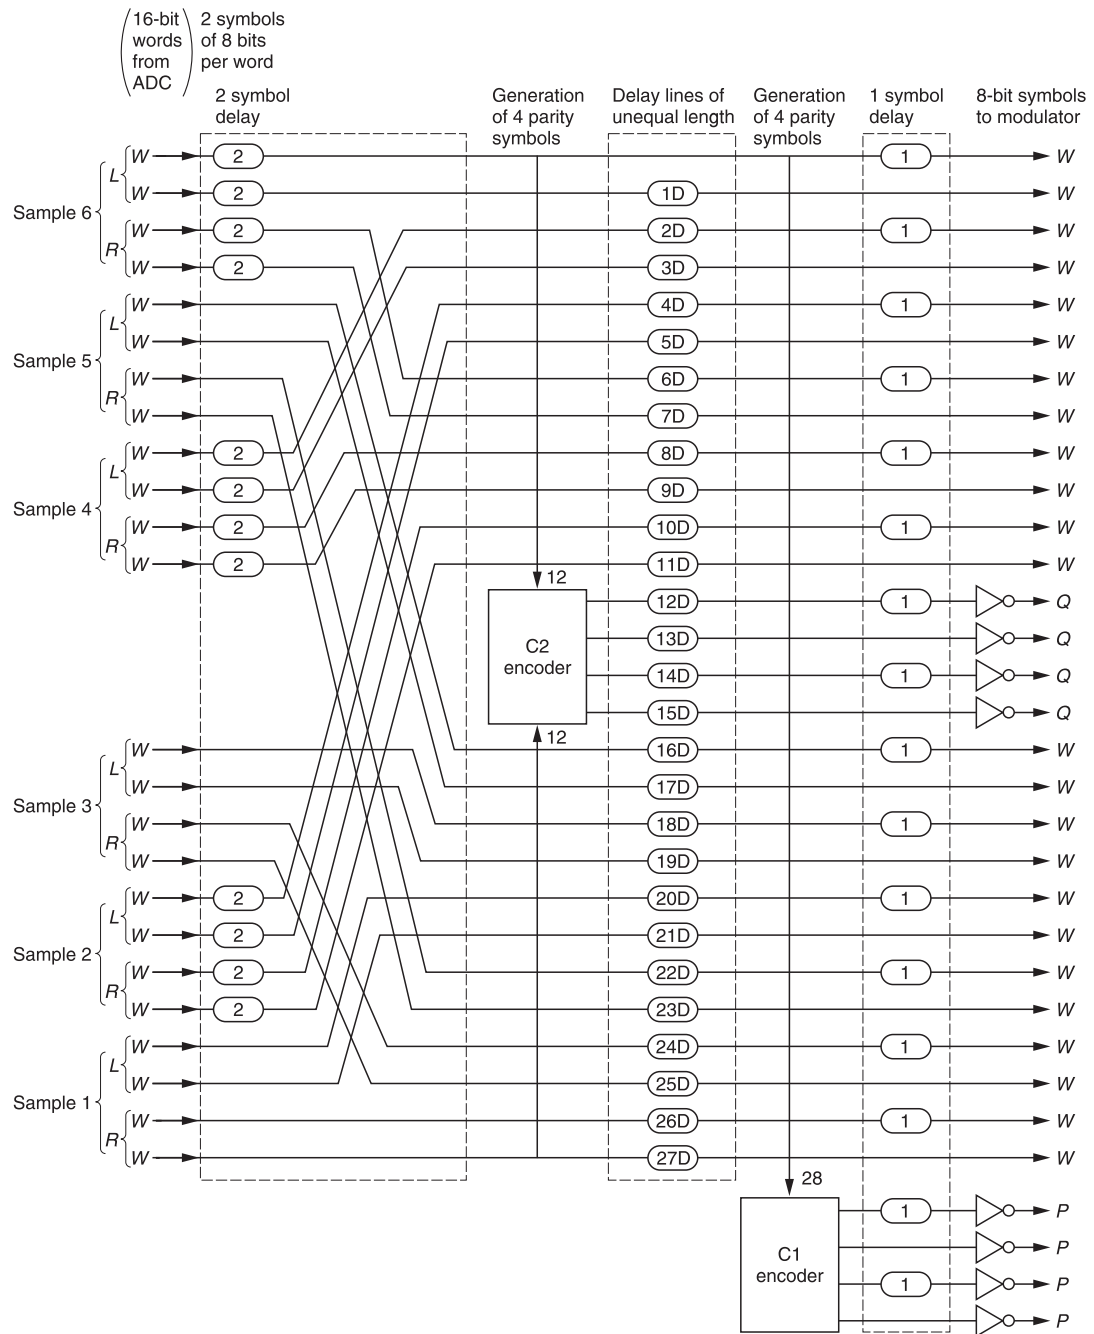 16-bit
words
from
ADC
2 symbols
of 8 bits
per word
2 symbol
delay
Generation
of 4 parity
symbols
Delay lines of
unequal length
Generation
of 4 parity
symbols
1 symbol
delay
8-bit symbols
to modulator
Sample 6
L
W 2 1 W
W 2 1D W
R
W 2 2D 1 W
W 2 3D W
Sample 5
L
W 4D 1 W
W 5D W
R
W 6D 1 W
W 7D W
Sample 4
L
W 2 8D 1 W
W 2 9D W
R
W 2 10D 1 W
W 2 11D W
12
C2
encoder
12
12D 1 Q
13D Q
14D 1 Q
15D Q
Sample 3
L
W 16D 1 W
W 17D W
R
W 18D 1 W
W 19D W
Sample 2
L
W 2 20D 1 W
W 2 21D W
R
W 2 22D 1 W
W 2 23D W
Sample 1
L
W 24D 1 W
W 25D W
R
W 26D 1 W
W 27D W
28
C1
encoder
1 P
P
1 P
P